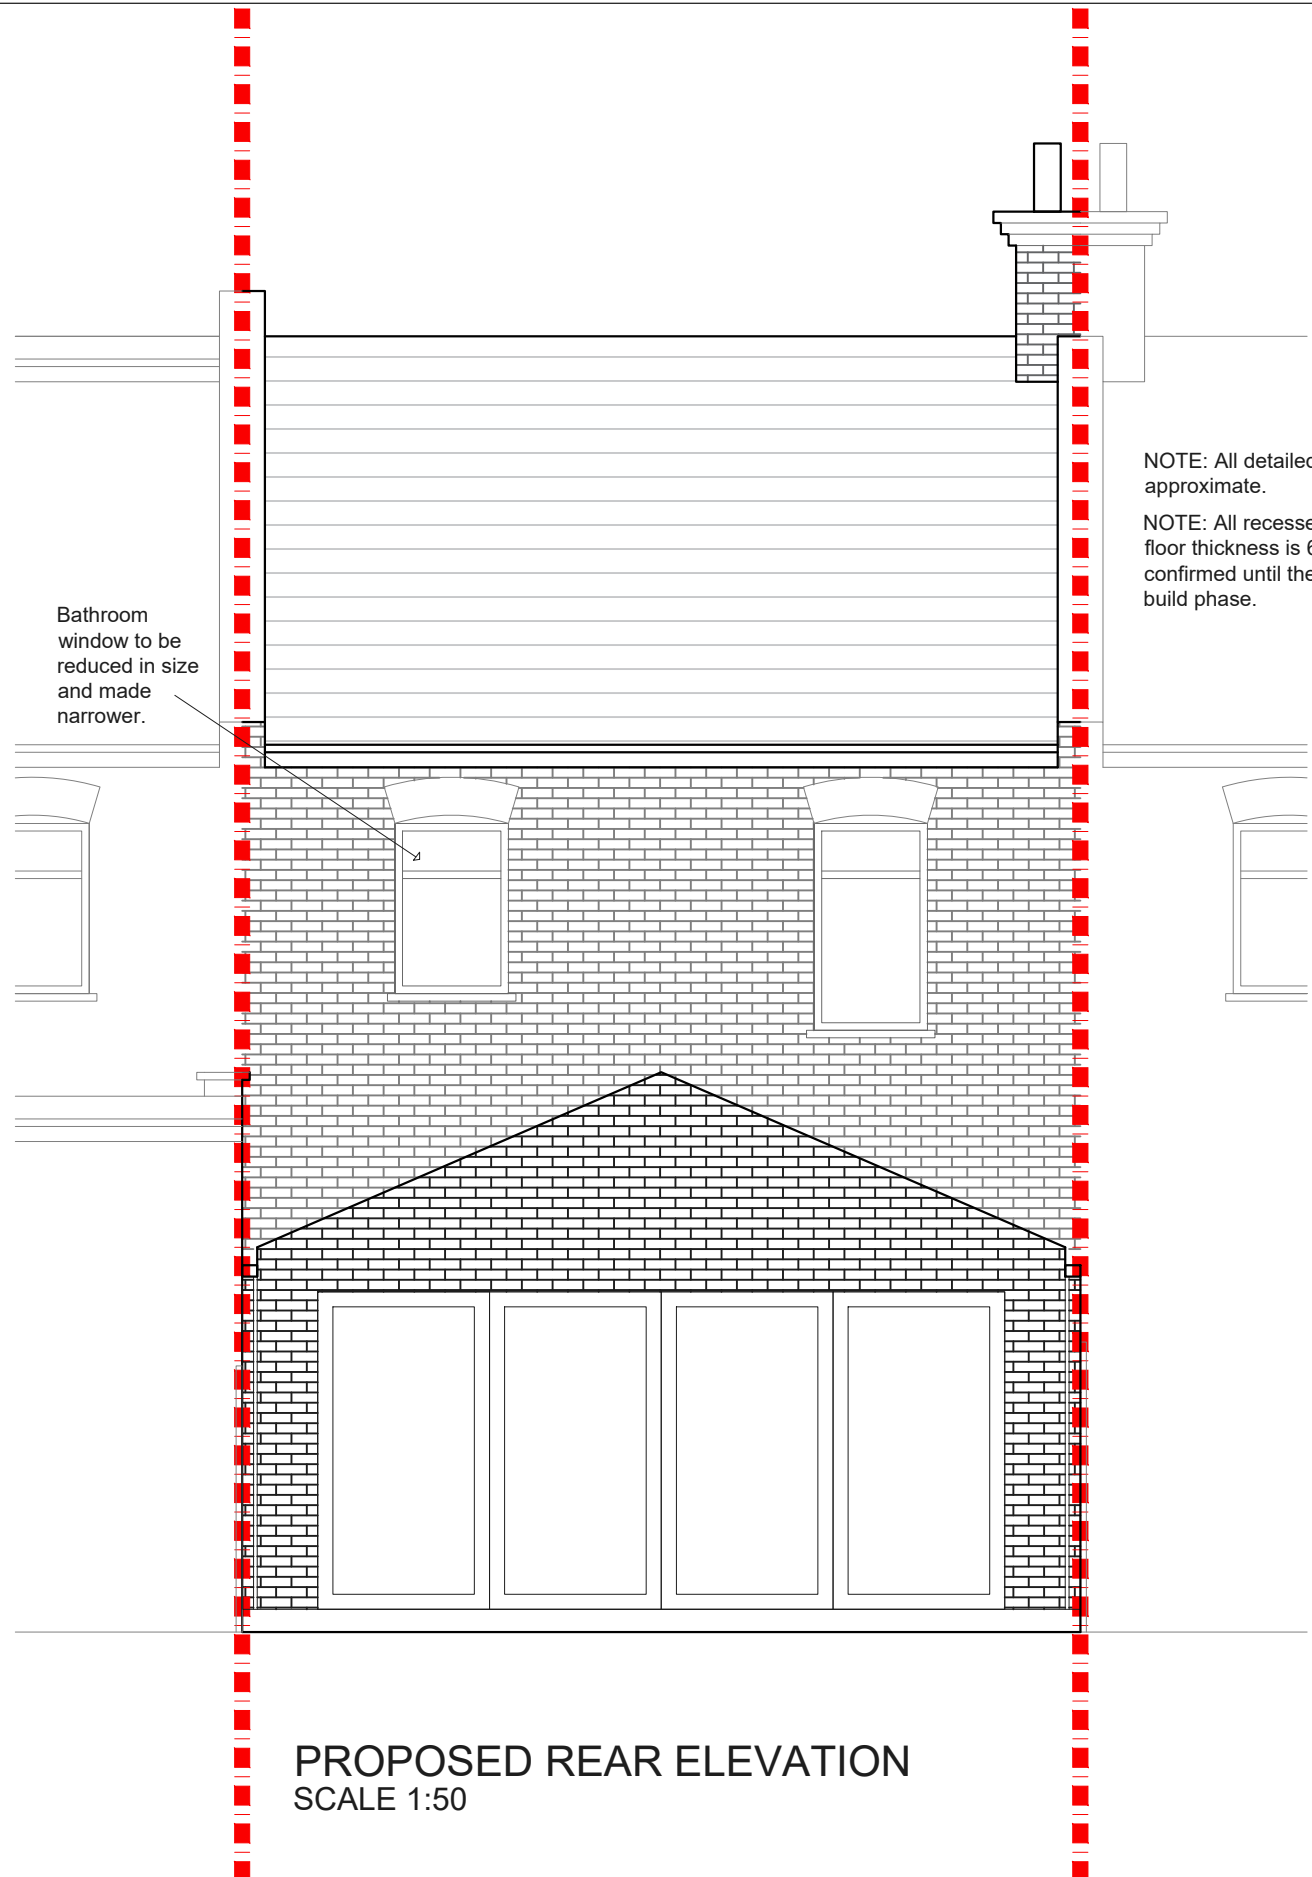 NOTE: All detailed
approximate.
NOTE: All recesse
floor thickness is 6
confirmed until the
build phase.
Bathroom
window to be
reduced in size
and made
narrower.
PROPOSED REAR ELEVATION
SCALE 1:50